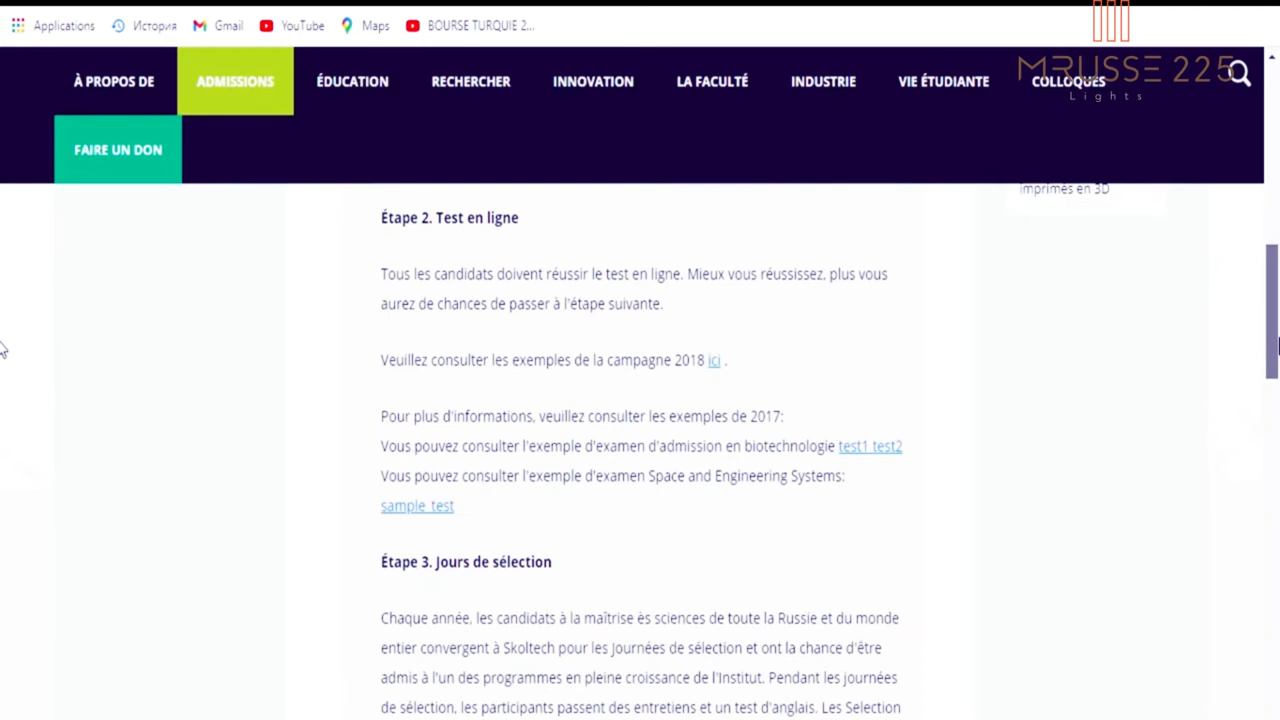 Applications История Gmail YouTube Maps BOURSE TURQUIE 2...
À PROPOS DE ADMISSIONS ÉDUCATION RECHERCHER INNOVATION LA FACULTÉ INDUSTRIE VIE ÉTUDIANTE COLLOQUES
MRUSSE 225
Lights
FAIRE UN DON
imprimés en 3D
Étape 2. Test en ligne
Tous les candidats doivent réussir le test en ligne. Mieux vous réussissez, plus vous
aurez de chances de passer à l'étape suivante.
Veuillez consulter les exemples de la campagne 2018 ici .
Pour plus d'informations, veuillez consulter les exemples de 2017:
Vous pouvez consulter l'exemple d'examen d'admission en biotechnologie test1 test2
Vous pouvez consulter l'exemple d'examen Space and Engineering Systems:
sample_test
Étape 3. Jours de sélection
Chaque année, les candidats à la maîtrise ès sciences de toute la Russie et du monde
entier convergent à Skoltech pour les Journées de sélection et ont la chance d'être
admis à l'un des programmes en pleine croissance de l'Institut. Pendant les journées
de sélection, les participants passent des entretiens et un test d'anglais. Les Selection